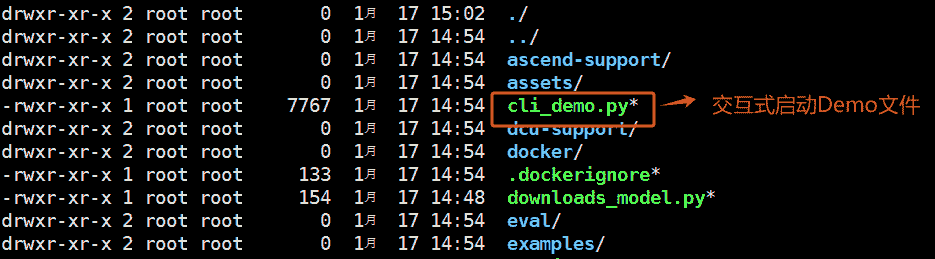 drwxr-xr-x 2 root root 0 1月 17 15:02 ./
drwxr-xr-x 2 root root 0 1月 17 14:54 ../
drwxr-xr-x 2 root root 0 1月 17 14:54 ascend-support/
drwxr-xr-x 2 root root 0 1月 17 14:54 assets/
-rwxr-xr-x 1 root root 7767 1月 17 14:54 cli_demo.py* 交互式启动Demo文件
drwxr-xr-x 2 root root 0 1月 17 14:54 dcu-support/
drwxr-xr-x 2 root root 0 1月 17 14:54 docker/
-rwxr-xr-x 1 root root 133 1月 17 14:54 .dockerignore*
-rwxr-xr-x 1 root root 154 1月 17 14:48 downloads_model.py*
drwxr-xr-x 2 root root 0 1月 17 14:54 eval/
drwxr-xr-x 2 root root 0 1月 17 14:54 examples/